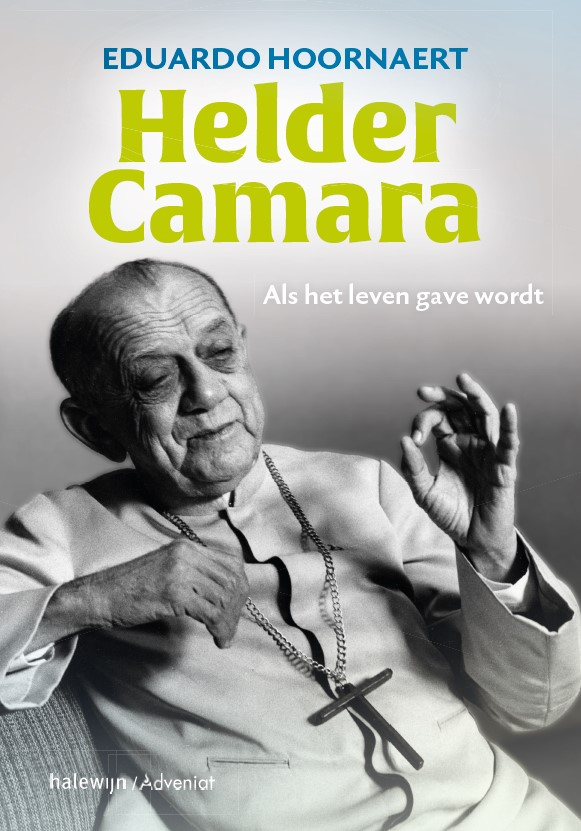 EDUARDO HOORNAERT
Helder
Camara
Als het leven gave wordt
halewijn / Adveniat